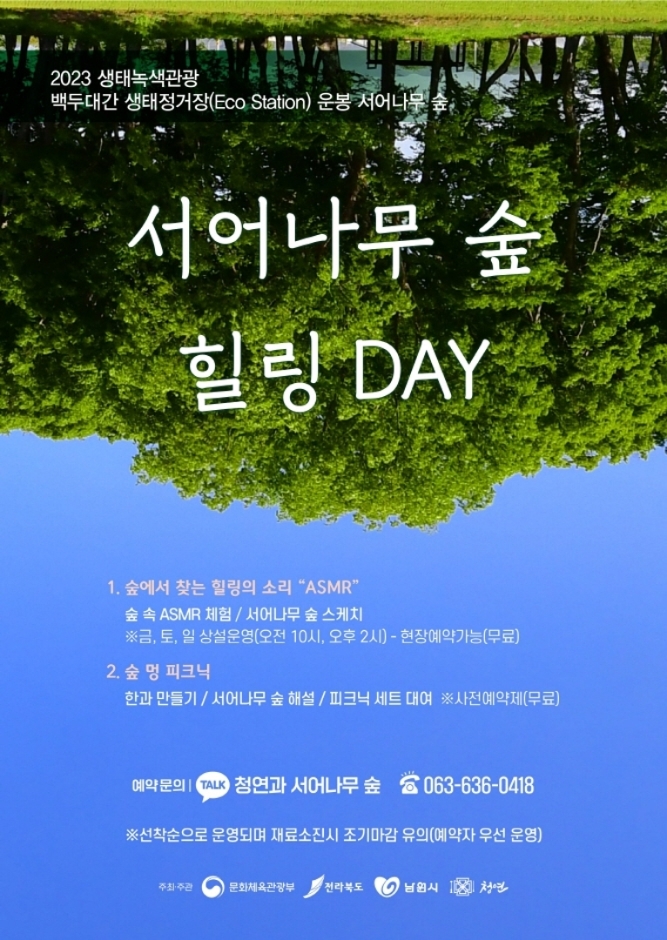 2023 생태녹색관광
백두대간 생태정거장(Eco Station) 운봉 서어나무 숲
서어나무 숲
힐링 DAY
1. 숲에서 찾는 힐링의 소리 “ASMR”
숲 속 ASMR 체험 / 서어나무 숲 스케치
※금, 토, 일 상설운영(오전 10시, 오후 2시) - 현장예약가능(무료)
2. 숲 멍 피크닉
한과 만들기 / 서어나무 숲 해설 / 피크닉 세트 대여 ※사전예약제(무료)
예약문의 | TALK 청연과 서어나무 숲 ☎ 063-636-0418
※선착순으로 운영되며 재료소진시 조기마감 유의(예약자 우선 운영)
주최·주관 문화체육관광부 전라북도 남원시 청연